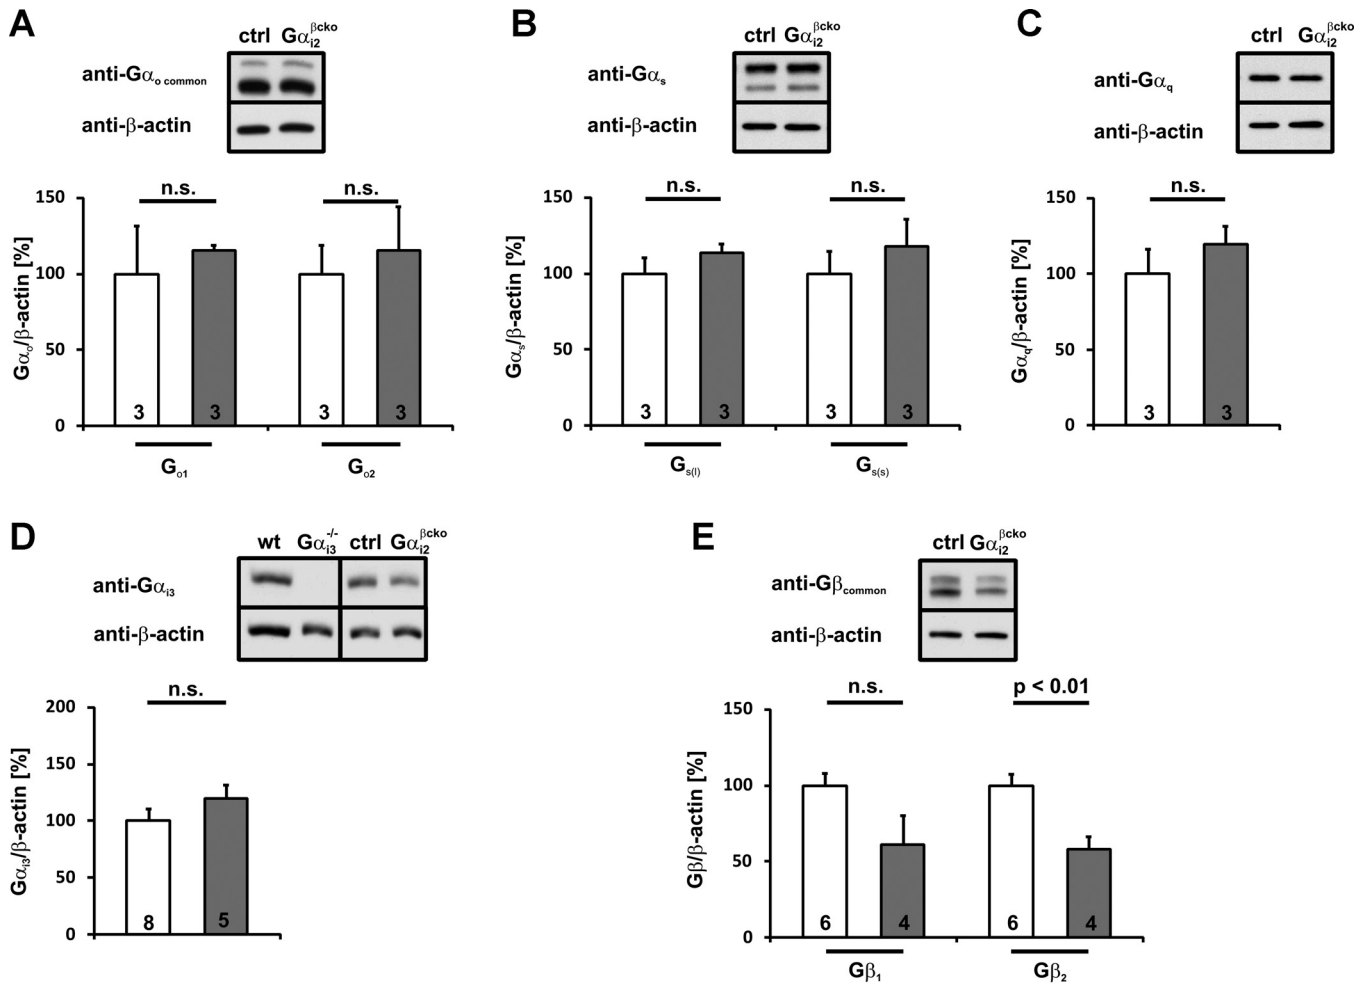 A
ctrl Gαi2βcko
anti-Gαo common
anti-β-actin
n.s. n.s.
150
100
50
0
Gαo/β-actin [%]
3 3 3 3
Go1 Go2
B
ctrl Gαi2βcko
anti-Gαs
anti-β-actin
n.s. n.s.
150
100
50
0
Gαs/β-actin [%]
3 3 3 3
Gs(l) Gs(s)
C
ctrl Gαi2βcko
anti-Gαq
anti-β-actin
n.s.
150
100
50
0
Gαq/β-actin [%]
3 3
D
wt Gαi3-/- ctrl Gαi2βcko
anti-Gαi3
anti-β-actin
n.s.
200
150
100
50
0
Gαi3/β-actin [%]
8 5
E
ctrl Gαi2βcko
anti-Gβcommon
anti-β-actin
n.s. p < 0.01
150
100
50
0
Gβ/β-actin [%]
6 4 6 4
Gβ1 Gβ2